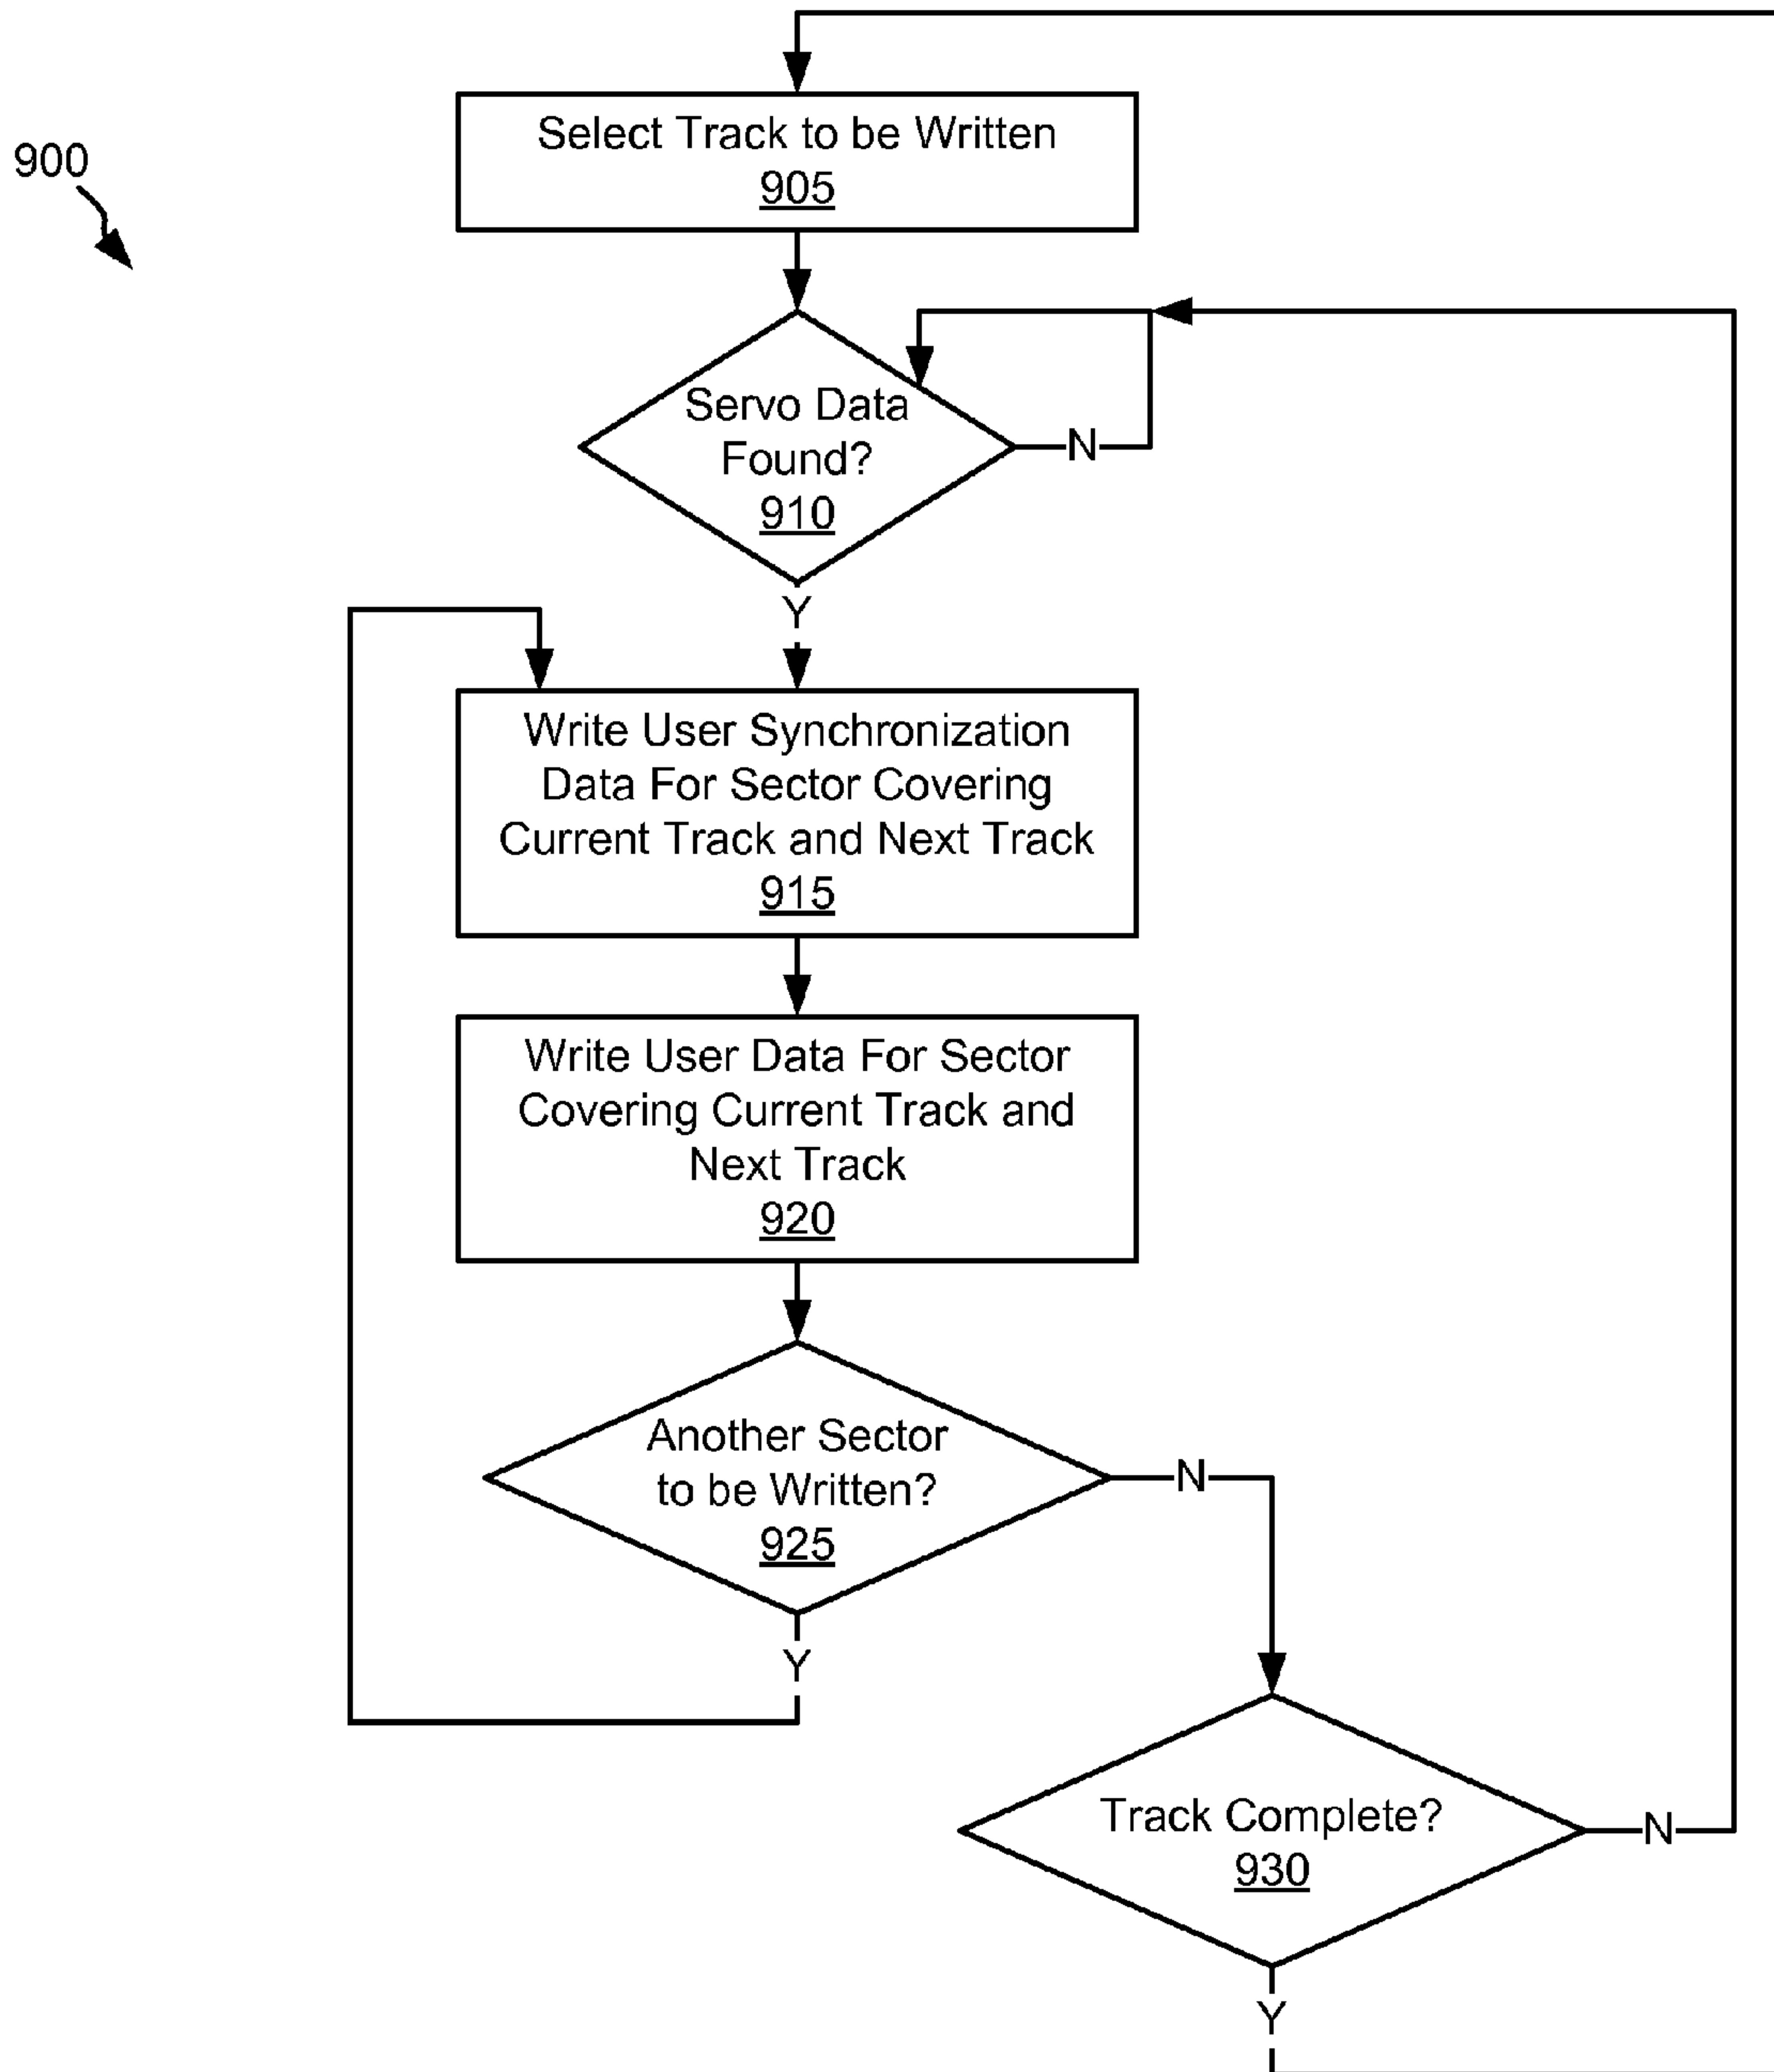 900
Select Track to be Written
905
Servo Data
Found?
910
N
Y
Write User Synchronization
Data For Sector Covering
Current Track and Next Track
915
Write User Data For Sector
Covering Current Track and
Next Track
920
Another Sector
to be Written?
925
N
Y
Track Complete?
930
N
Y